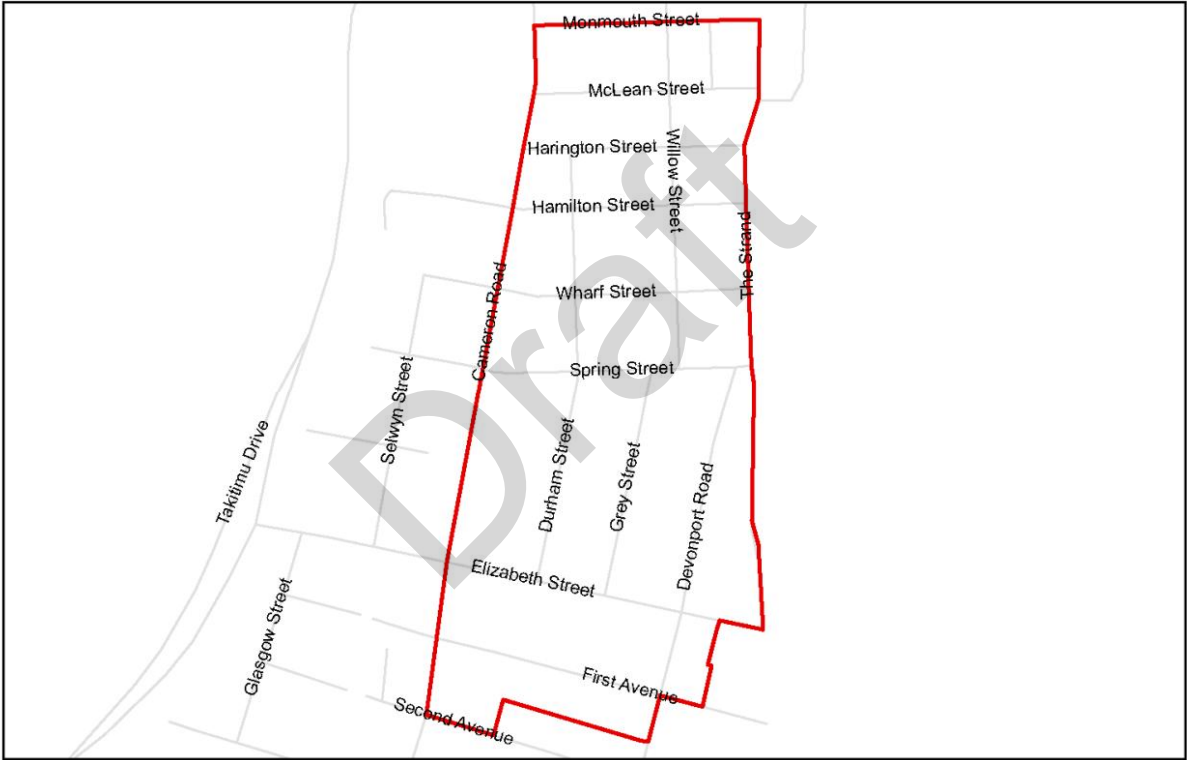 Monmouth Street
McLean Street
Harington Street
Willow Street
Hamilton Street
The Strand
Cameron Road
Wharf Street
Spring Street
Selwyn Street
Takitimu Drive
Durham Street
Grey Street
Devonport Road
Elizabeth Street
Glasgow Street
First Avenue
Second Avenue
Draft